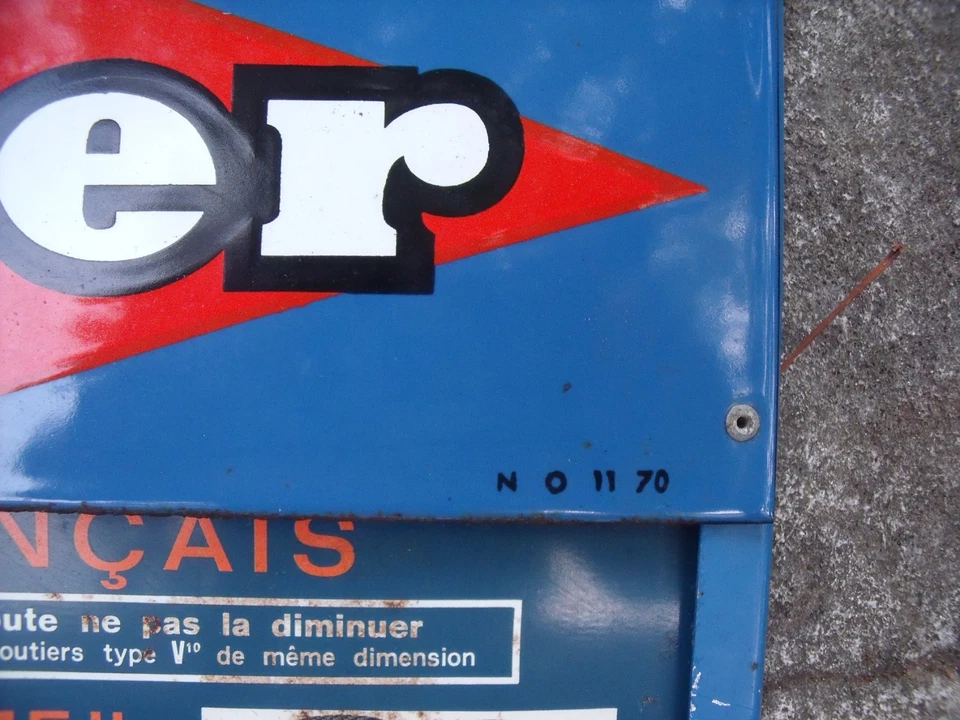 er
N O 11 70
NÇAIS
oute ne pas la diminuer
outiers type V¹⁰ de même dimension